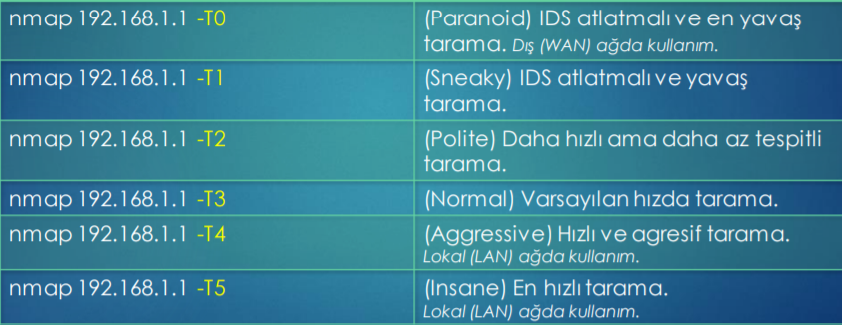 nmap 192.168.1.1 -T0
(Paranoid) IDS atlatmalı ve en yavaş
tarama. Dış (WAN) ağda kullanım.
nmap 192.168.1.1 -T1
(Sneaky) IDS atlatmalı ve yavaş
tarama.
nmap 192.168.1.1 -T2
(Polite) Daha hızlı ama daha az tespitli
tarama.
nmap 192.168.1.1 -T3
(Normal) Varsayılan hızda tarama.
nmap 192.168.1.1 -T4
(Aggressive) Hızlı ve agresif tarama.
Lokal (LAN) ağda kullanım.
nmap 192.168.1.1 -T5
(Insane) En hızlı tarama.
Lokal (LAN) ağda kullanım.